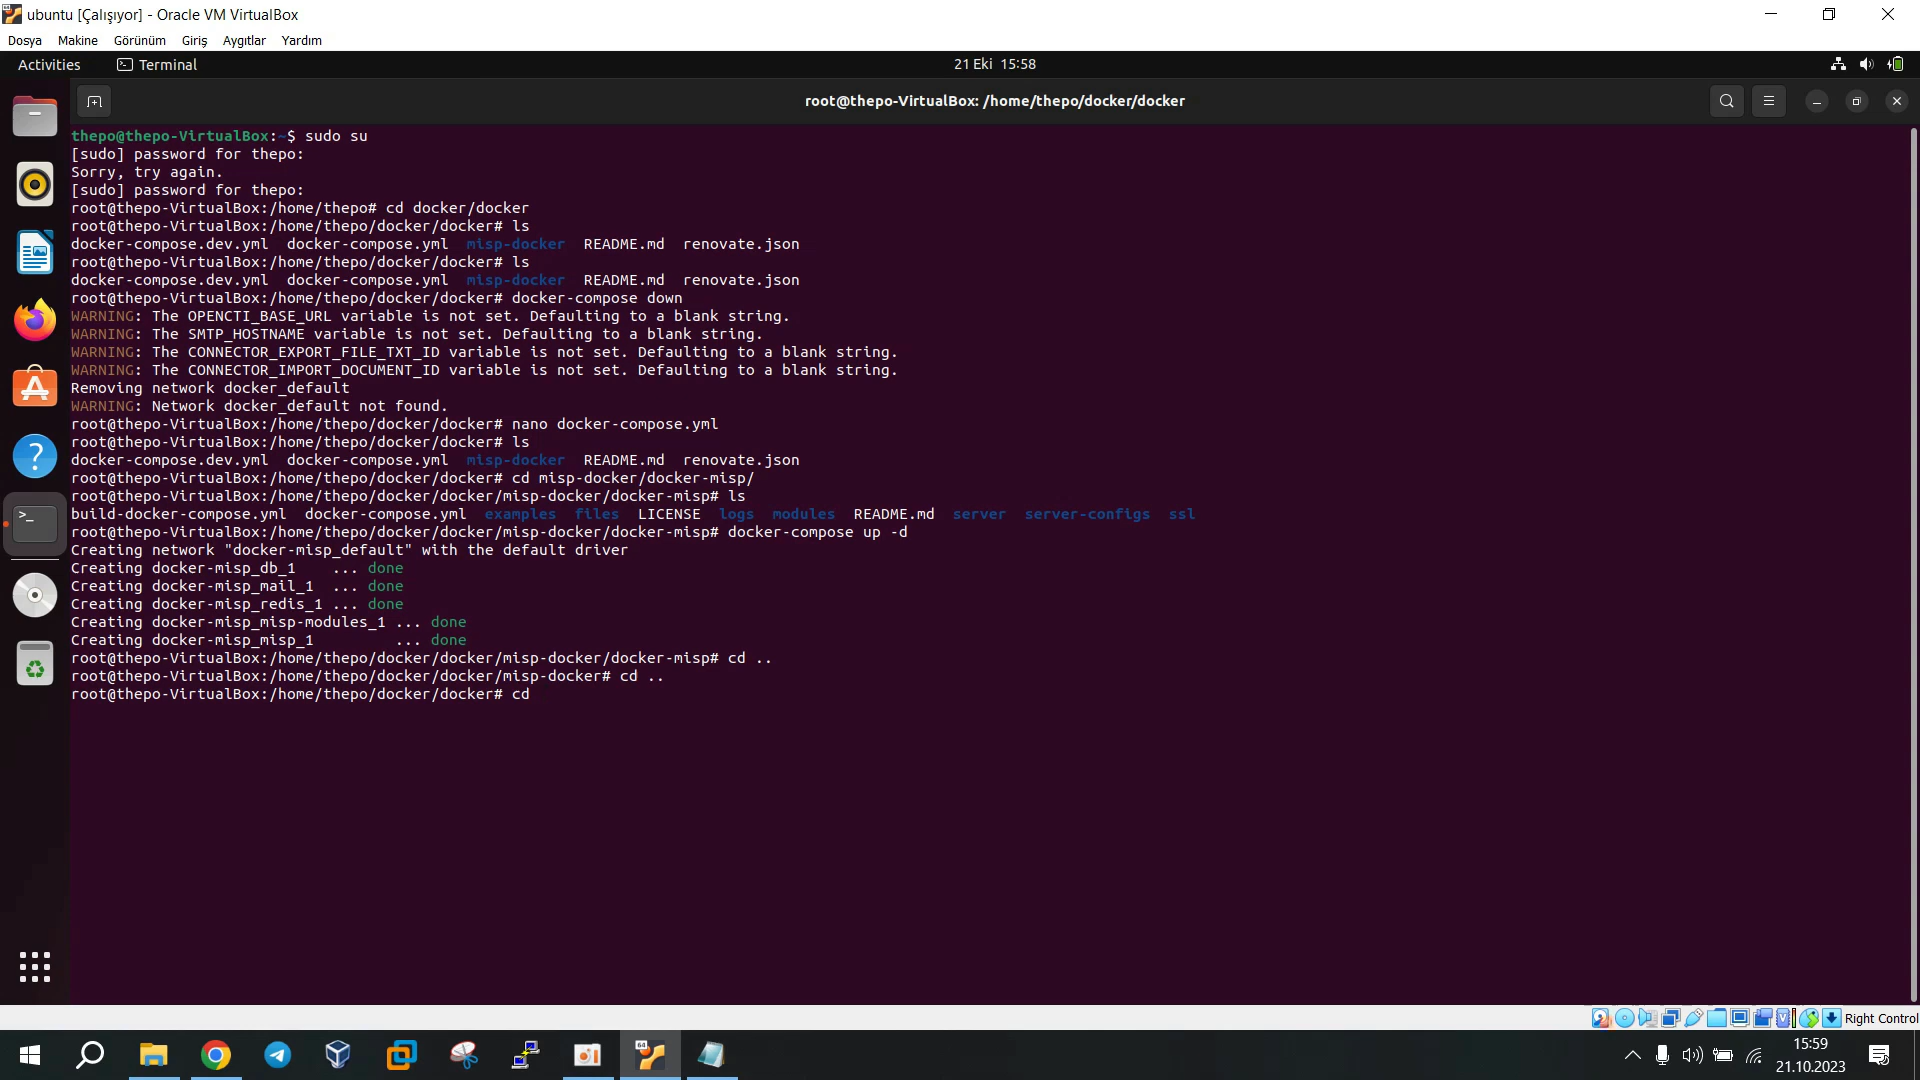 ubuntu [Çalışıyor] - Oracle VM VirtualBox
Dosya Makine Görünüm Giriş Aygıtlar Yardım
Activities Terminal 21 Eki 15:58
root@thepo-VirtualBox: /home/thepo/docker/docker
thepo@thepo-VirtualBox:~$ sudo su
[sudo] password for thepo:
Sorry, try again.
[sudo] password for thepo:
root@thepo-VirtualBox:/home/thepo# cd docker/docker
root@thepo-VirtualBox:/home/thepo/docker/docker# ls
docker-compose.dev.yml docker-compose.yml misp-docker README.md renovate.json
root@thepo-VirtualBox:/home/thepo/docker/docker# ls
docker-compose.dev.yml docker-compose.yml misp-docker README.md renovate.json
root@thepo-VirtualBox:/home/thepo/docker/docker# docker-compose down
WARNING: The OPENCTI_BASE_URL variable is not set. Defaulting to a blank string.
WARNING: The SMTP_HOSTNAME variable is not set. Defaulting to a blank string.
WARNING: The CONNECTOR_EXPORT_FILE_TXT_ID variable is not set. Defaulting to a blank string.
WARNING: The CONNECTOR_IMPORT_DOCUMENT_ID variable is not set. Defaulting to a blank string.
Removing network docker_default
WARNING: Network docker_default not found.
root@thepo-VirtualBox:/home/thepo/docker/docker# nano docker-compose.yml
root@thepo-VirtualBox:/home/thepo/docker/docker# ls
docker-compose.dev.yml docker-compose.yml misp-docker README.md renovate.json
root@thepo-VirtualBox:/home/thepo/docker/docker# cd misp-docker/docker-misp/
root@thepo-VirtualBox:/home/thepo/docker/docker/misp-docker/docker-misp# ls
build-docker-compose.yml docker-compose.yml examples files LICENSE logs modules README.md server server-configs ssl
root@thepo-VirtualBox:/home/thepo/docker/docker/misp-docker/docker-misp# docker-compose up -d
Creating network "docker-misp_default" with the default driver
Creating docker-misp_db_1 ... done
Creating docker-misp_mail_1 ... done
Creating docker-misp_redis_1 ... done
Creating docker-misp_misp-modules_1 ... done
Creating docker-misp_misp_1 ... done
root@thepo-VirtualBox:/home/thepo/docker/docker/misp-docker/docker-misp# cd ..
root@thepo-VirtualBox:/home/thepo/docker/docker/misp-docker# cd ..
root@thepo-VirtualBox:/home/thepo/docker/docker# cd
Right Control
15:59
21.10.2023